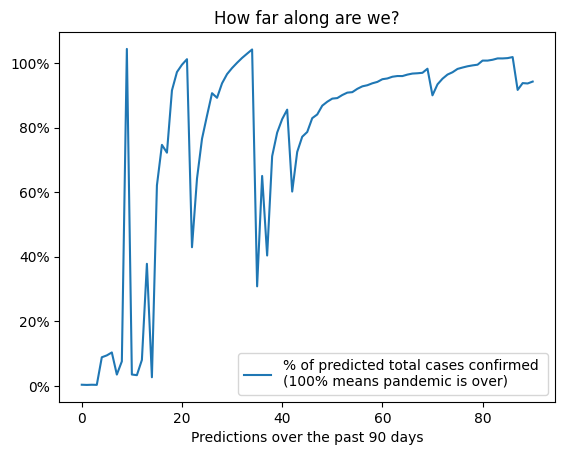 How far along are we?
100%
80%
60%
40%
20%
0%
% of predicted total cases confirmed
(100% means pandemic is over)
0 20 40 60 80
Predictions over the past 90 days